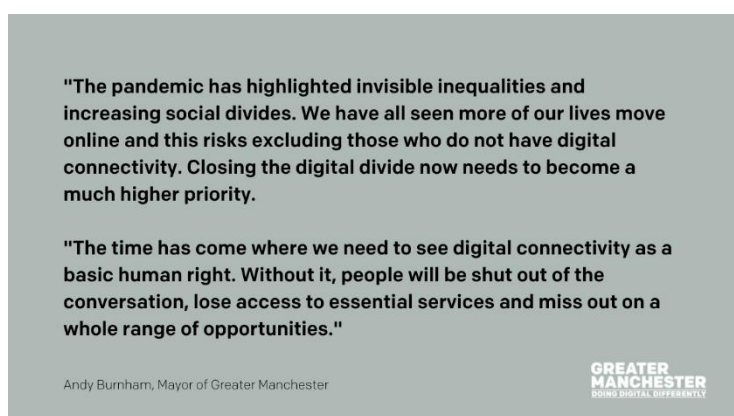 "The pandemic has highlighted invisible inequalities and
increasing social divides. We have all seen more of our lives move
online and this risks excluding those who do not have digital
connectivity. Closing the digital divide now needs to become a
much higher priority.
"The time has come where we need to see digital connectivity as a
basic human right. Without it, people will be shut out of the
conversation, lose access to essential services and miss out on a
whole range of opportunities."
Andy Burnham, Mayor of Greater Manchester
GREATER
MANCHESTER
DOING DIGITAL DIFFERENTLY